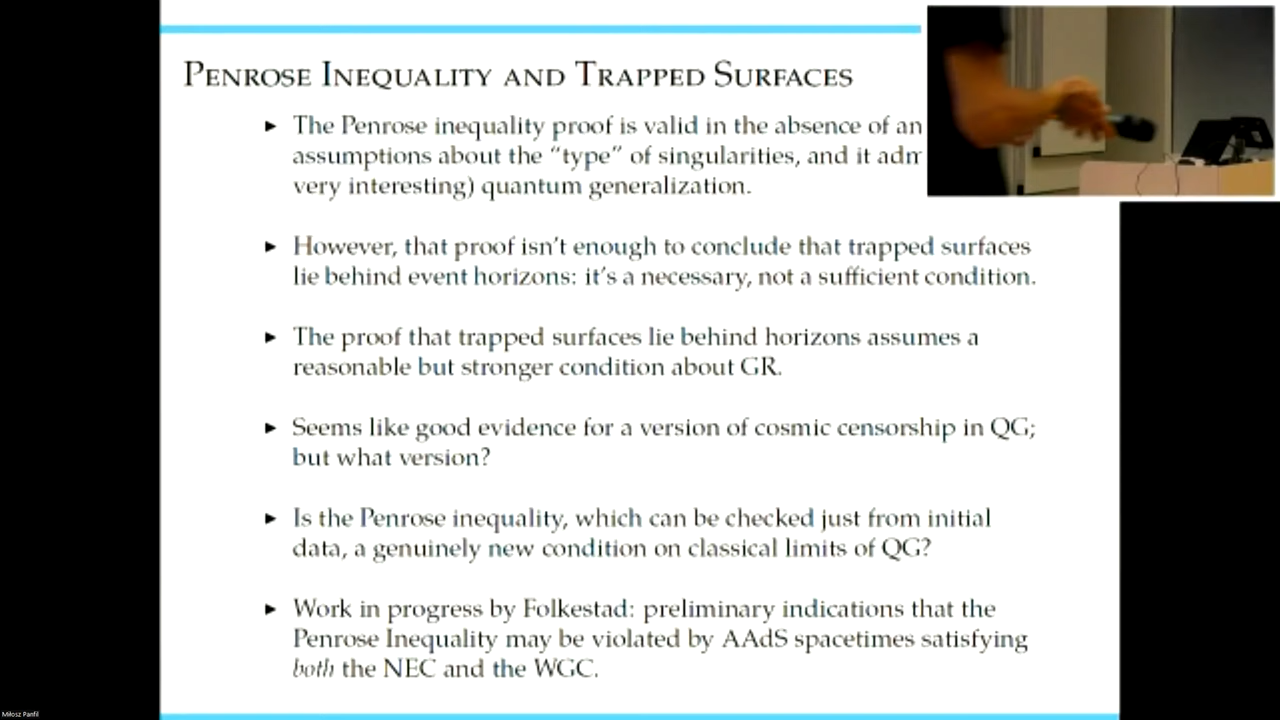 PENROSE INEQUALITY AND TRAPPED SURFACES
► The Penrose inequality proof is valid in the absence of
assumptions about the “type” of singularities, and it
very interesting) quantum generalization.
► However, that proof isn’t enough to conclude that trapped surfaces
lie behind event horizons: it’s a necessary, not a sufficient condition.
► The proof that trapped surfaces lie behind horizons assumes a
reasonable but stronger condition about GR.
► Seems like good evidence for a version of cosmic censorship in QG;
but what version?
► Is the Penrose inequality, which can be checked just from initial
data, a genuinely new condition on classical limits of QG?
► Work in progress by Folkestad: preliminary indications that the
Penrose Inequality may be violated by AAdS spacetimes satisfying
both the NEC and the WGC.
Miłosz Panfil